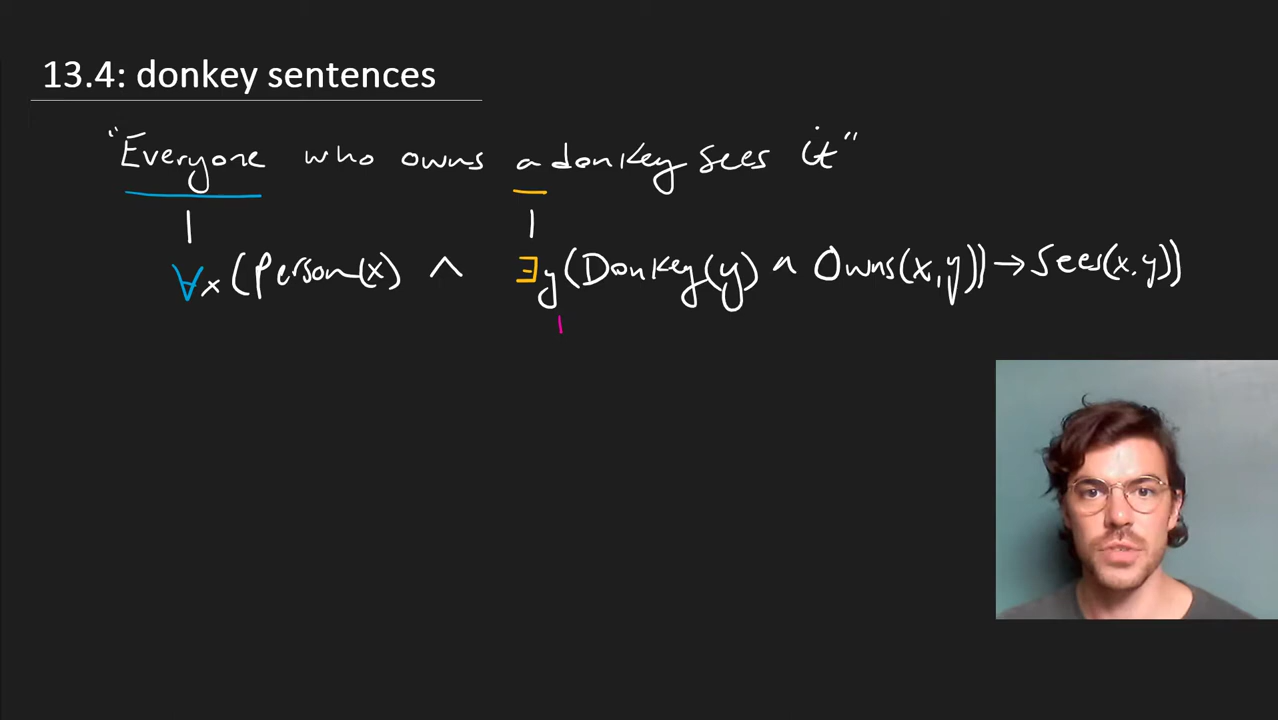 13.4: donkey sentences
"Everyone who owns a donkey sees it"
∀x (Person(x) ∧ ∃y(Donkey(y) ∧ Owns(x,y)) → Sees(x,y))